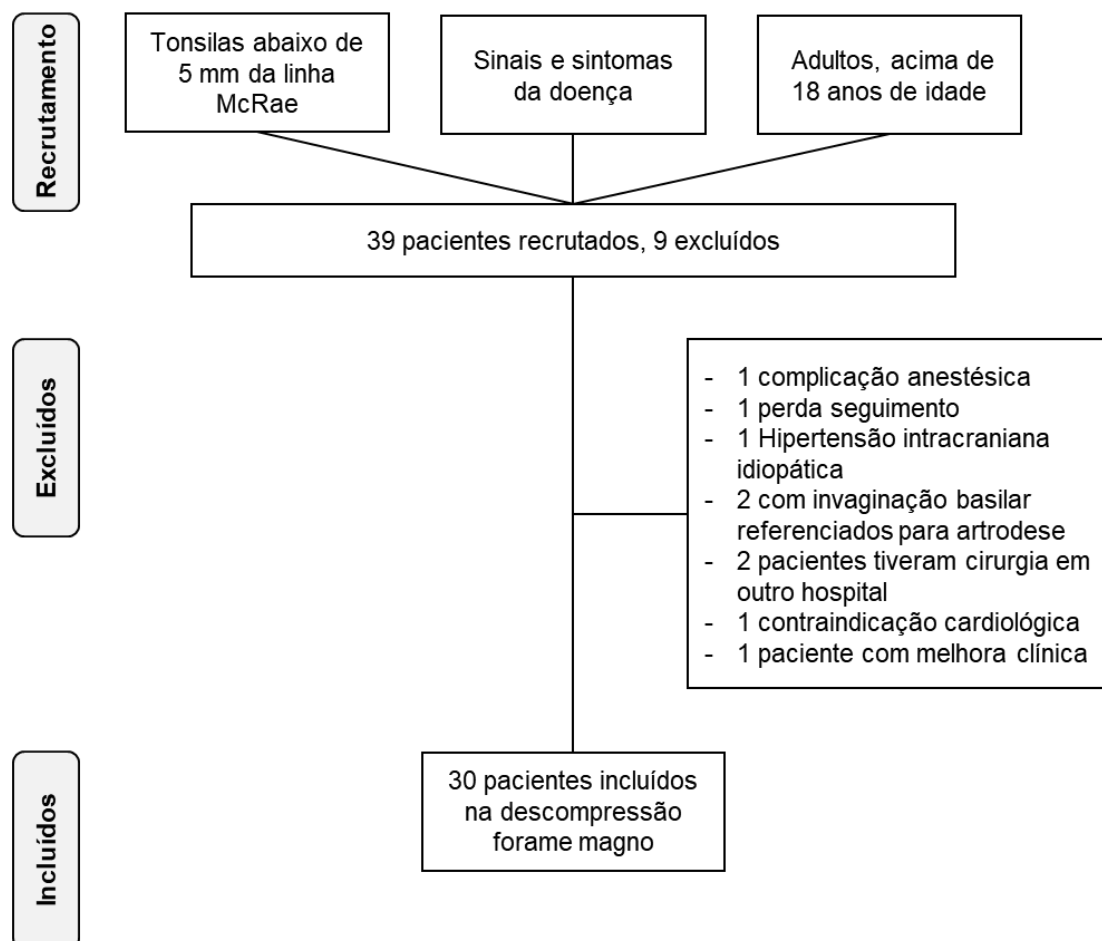 Recrutamento
Tonsilas abaixo de
5 mm da linha
McRae
Sinais e sintomas
da doença
Adultos, acima de
18 anos de idade
39 pacientes recrutados, 9 excluídos
Excluídos
- 1 complicação anestésica
- 1 perda seguimento
- 1 Hipertensão intracraniana
idiopática
- 2 com invaginação basilar
referenciados para artrodese
- 2 pacientes tiveram cirurgia em
outro hospital
- 1 contraindicação cardiológica
- 1 paciente com melhora clínica
Incluídos
30 pacientes incluídos
na descompressão
forame magno